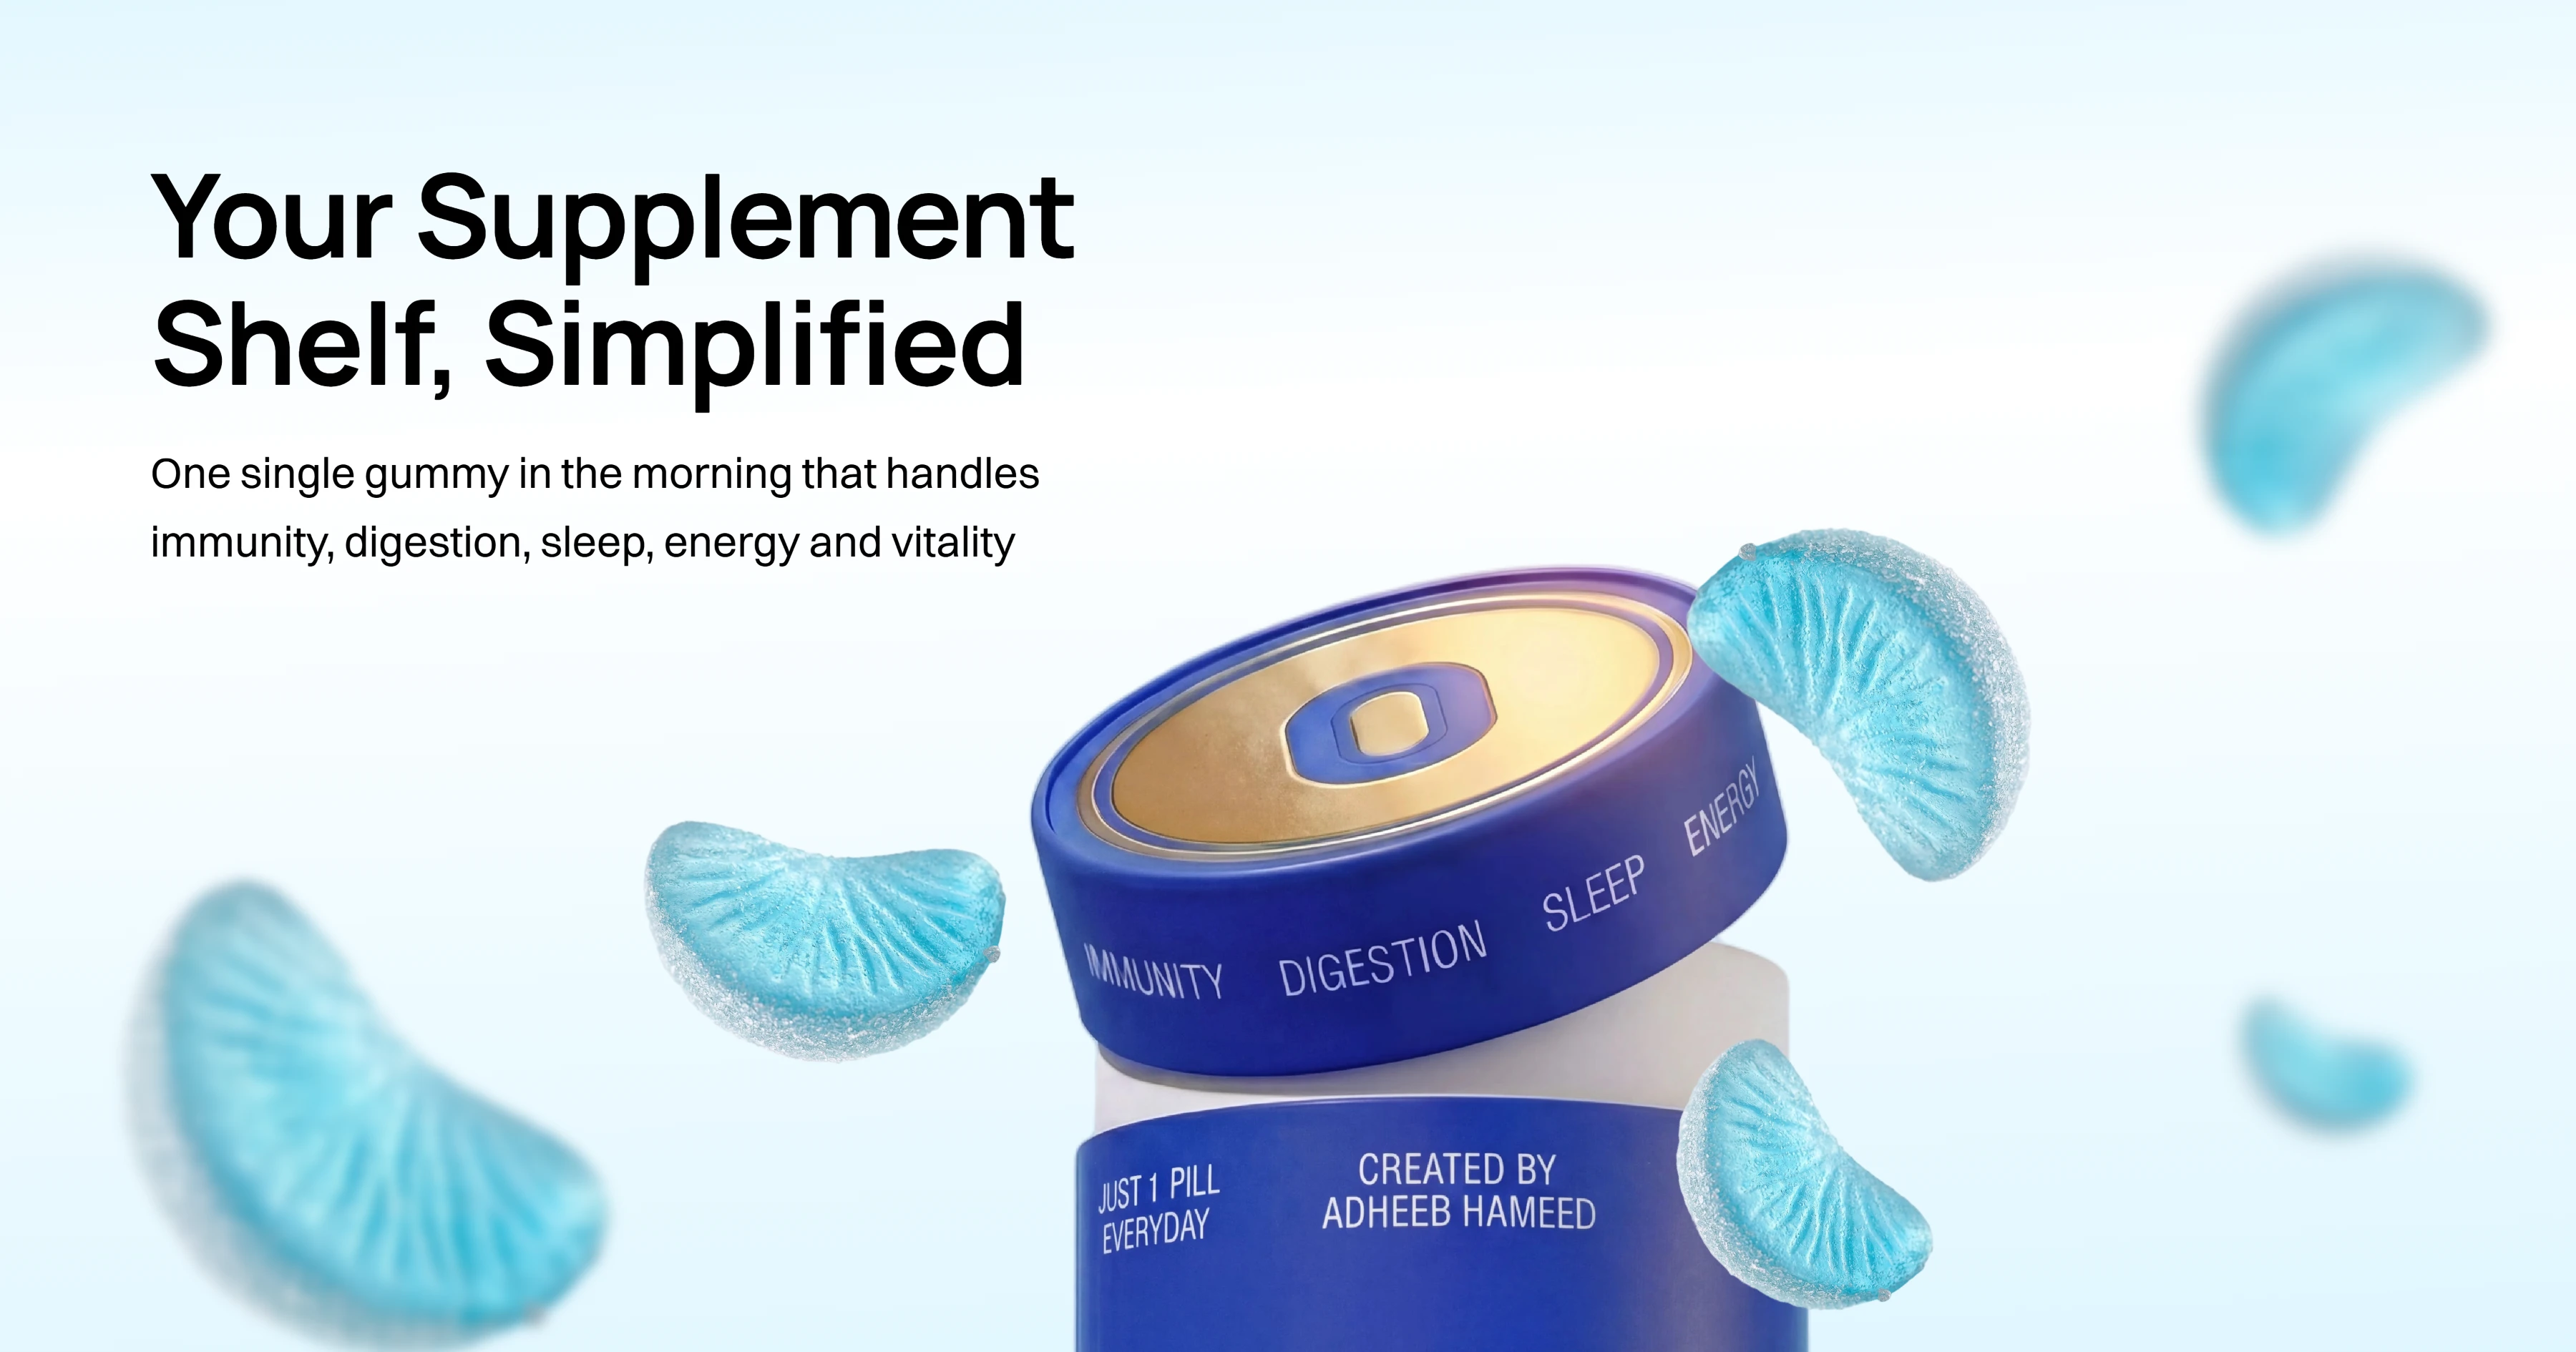 Your Supplement
Shelf, Simplified
One single gummy in the morning that handles
immunity, digestion, sleep, energy and vitality
IMMUNITY DIGESTION SLEEP ENERGY
JUST 1 PILL
EVERYDAY
CREATED BY
ADHEEB HAMEED